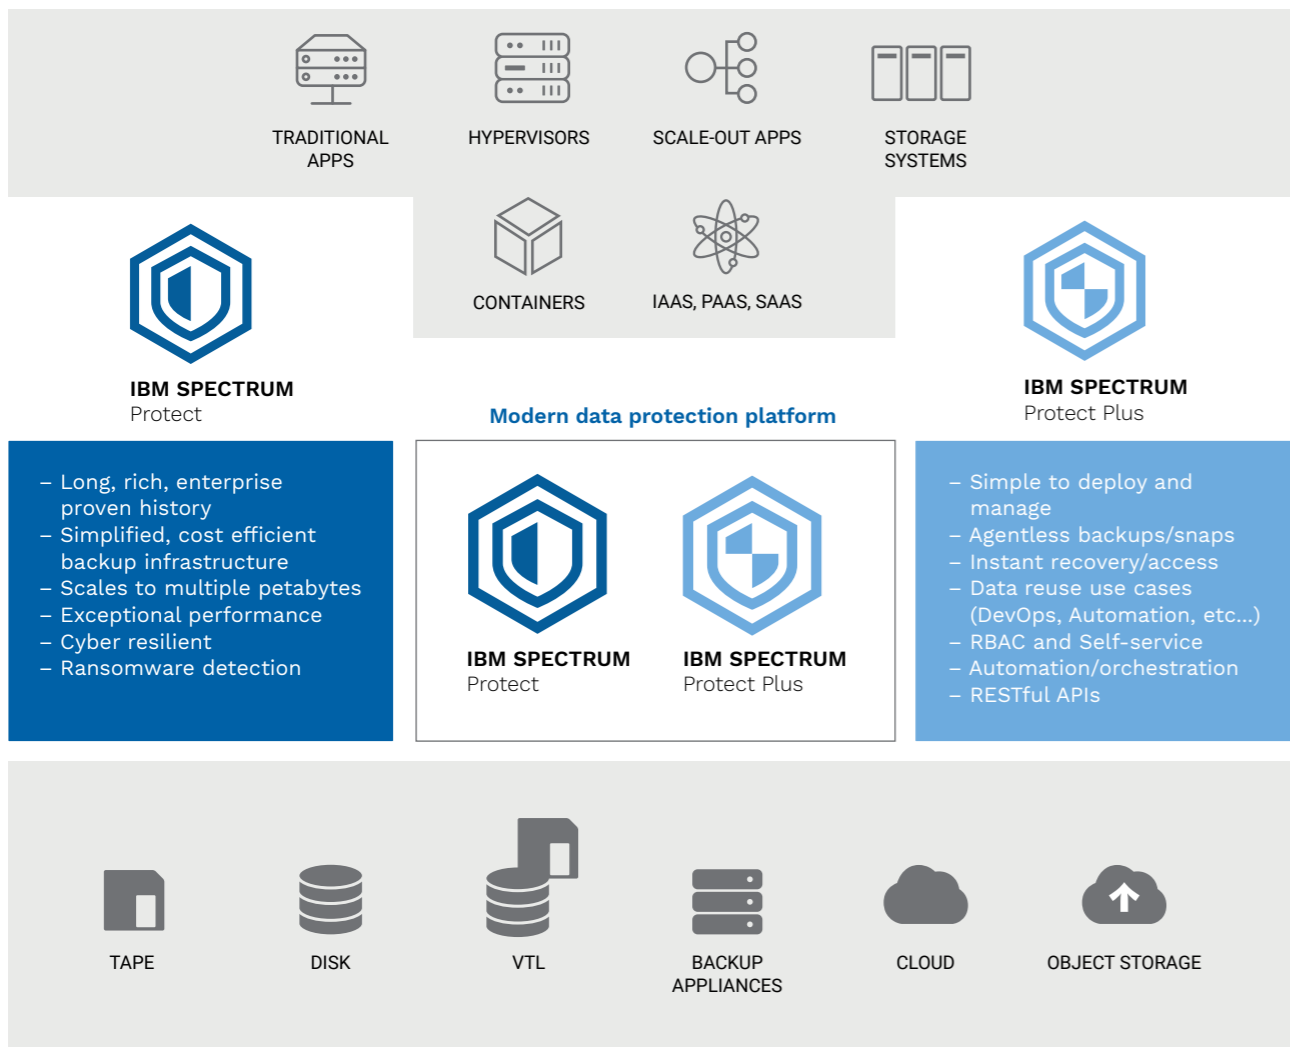 TRADITIONAL
APPS
HYPERVISORS
SCALE-OUT APPS
STORAGE
SYSTEMS
CONTAINERS
IAAS, PAAS, SAAS
IBM SPECTRUM
Protect
– Long, rich, enterprise
proven history
– Simplified, cost efficient
backup infrastructure
– Scales to multiple petabytes
– Exceptional performance
– Cyber resilient
– Ransomware detection
Modern data protection platform
IBM SPECTRUM
Protect
IBM SPECTRUM
Protect Plus
IBM SPECTRUM
Protect Plus
– Simple to deploy and
manage
– Agentless backups/snaps
– Instant recovery/access
– Data reuse use cases
(DevOps, Automation, etc...)
– RBAC and Self-service
– Automation/orchestration
– RESTful APIs
TAPE
DISK
VTL
BACKUP
APPLIANCES
CLOUD
OBJECT STORAGE